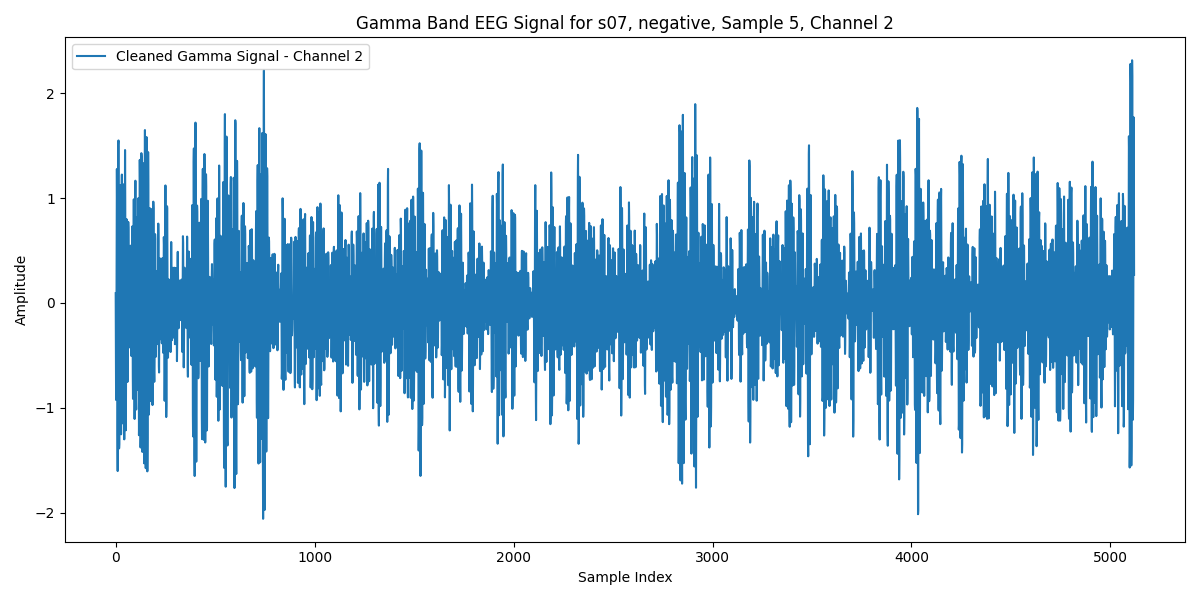 Gamma Band EEG Signal for s07, negative, Sample 5, Channel 2
Cleaned Gamma Signal - Channel 2
2
1
0
−1
−2
Amplitude
0 1000 2000 3000 4000 5000
Sample Index